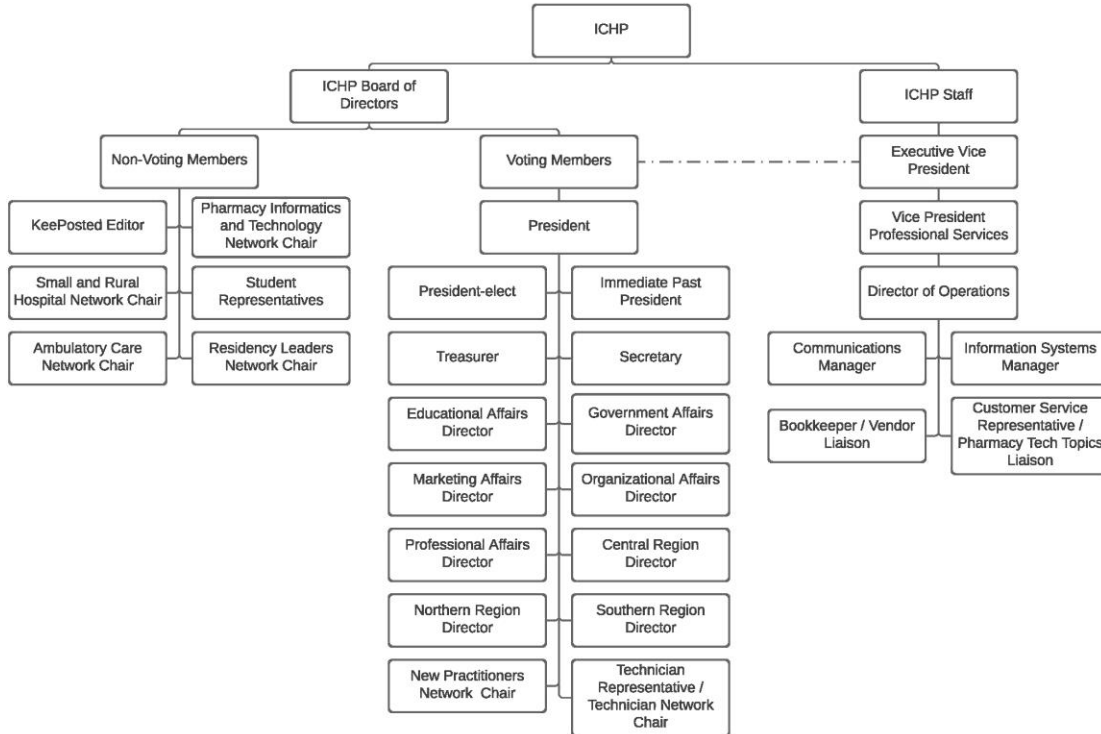 ICHP
ICHP Board of
Directors
ICHP Staff
Non-Voting Members
Voting Members
Executive Vice
President
KeePosted Editor
Pharmacy Informatics
and Technology
Network Chair
President
Vice President
Professional Services
Small and Rural
Hospital Network Chair
Student
Representatives
President-elect
Immediate Past
President
Director of Operations
Ambulatory Care
Network Chair
Residency Leaders
Network Chair
Treasurer
Secretary
Communications
Manager
Information Systems
Manager
Educational Affairs
Director
Government Affairs
Director
Bookkeeper / Vendor
Liaison
Customer Service
Representative /
Pharmacy Tech Topics
Liaison
Marketing Affairs
Director
Organizational Affairs
Director
Professional Affairs
Director
Central Region
Director
Northern Region
Director
Southern Region
Director
New Practitioners
Network Chair
Technician
Representative /
Technician Network
Chair